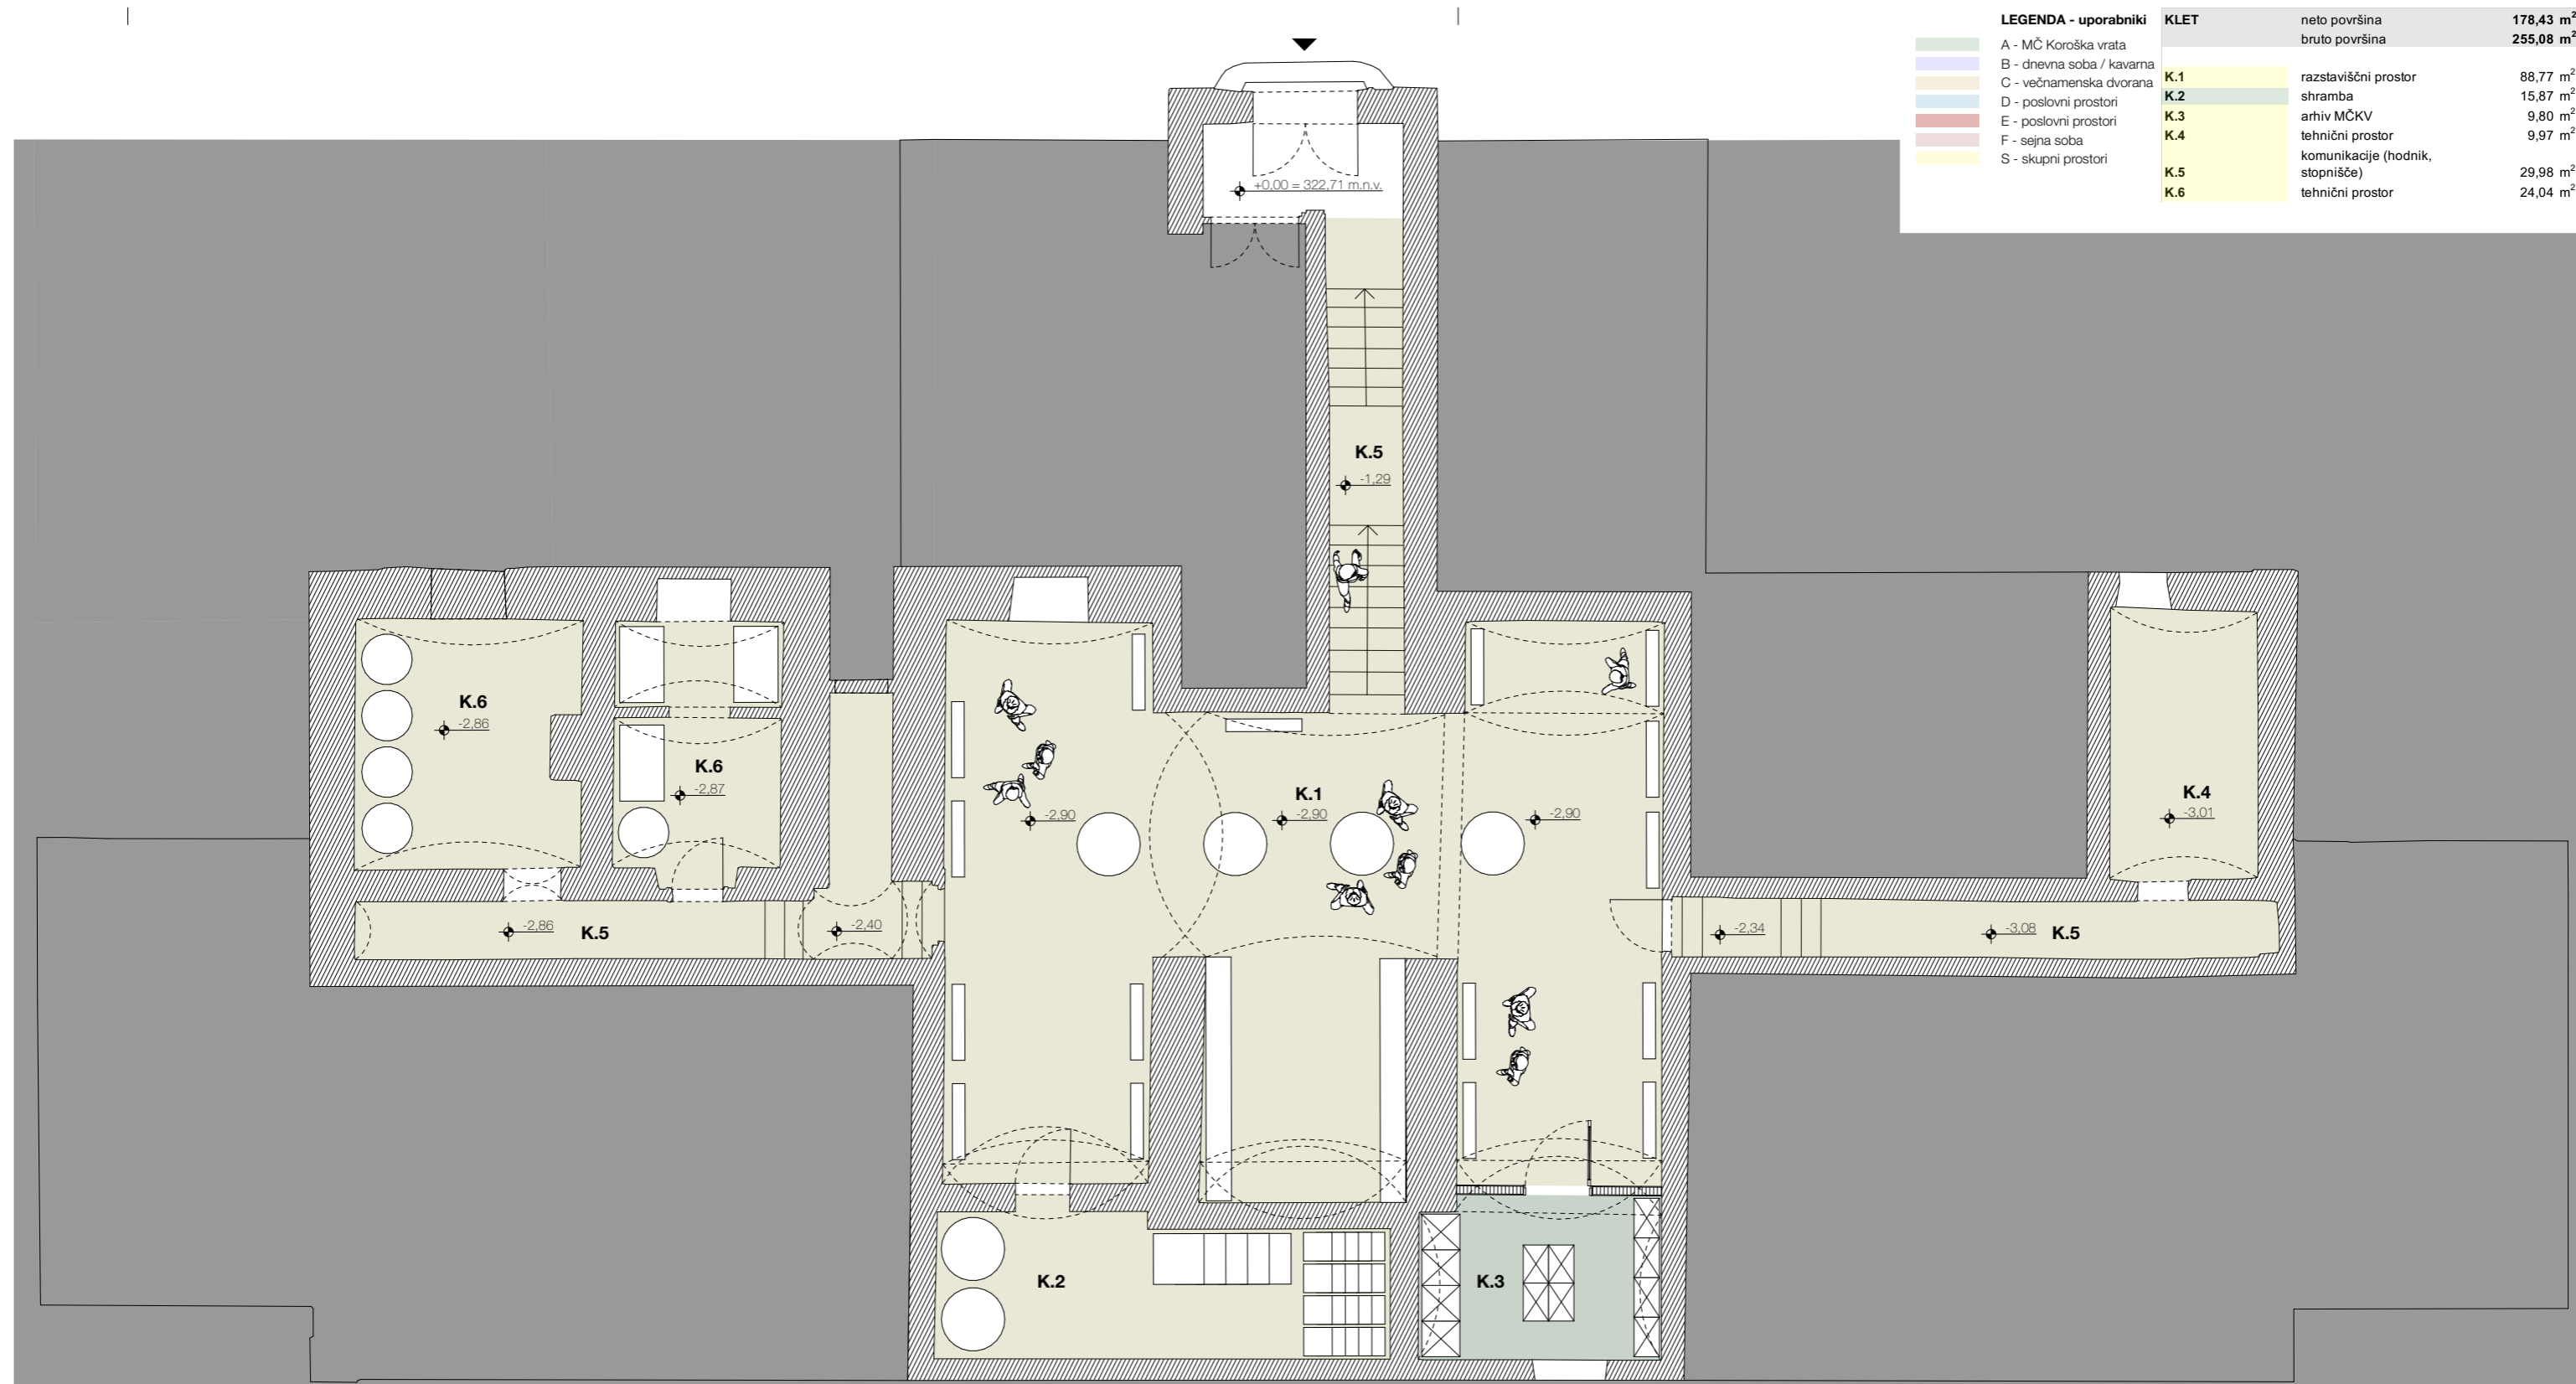 LEGENDA - uporabniki
A - MČ Koroška vrata
B - dnevna soba / kavarna
C - večnamenska dvorana
D - poslovni prostori
E - poslovni prostori
F - sejna soba
S - skupni prostori
KLET neto površina 178,43 m²
bruto površina 255,08 m²
K.1 razstaviščni prostor 88,77 m²
K.2 shramba 15,87 m²
K.3 arhiv MČKV 9,80 m²
K.4 tehnični prostor 9,97 m²
komunikacije (hodnik,
K.5 stopnišče) 29,98 m²
K.6 tehnični prostor 24,04 m²
+0,00 = 322,71 m.n.v.
K.5
-1,29
K.6
-2,86
K.6
-2,87
K.1
-2,90
-2,90
-2,90
K.4
-3,01
-2,86
K.5
-2,40
-2,34
-3,08
K.5
K.2
K.3